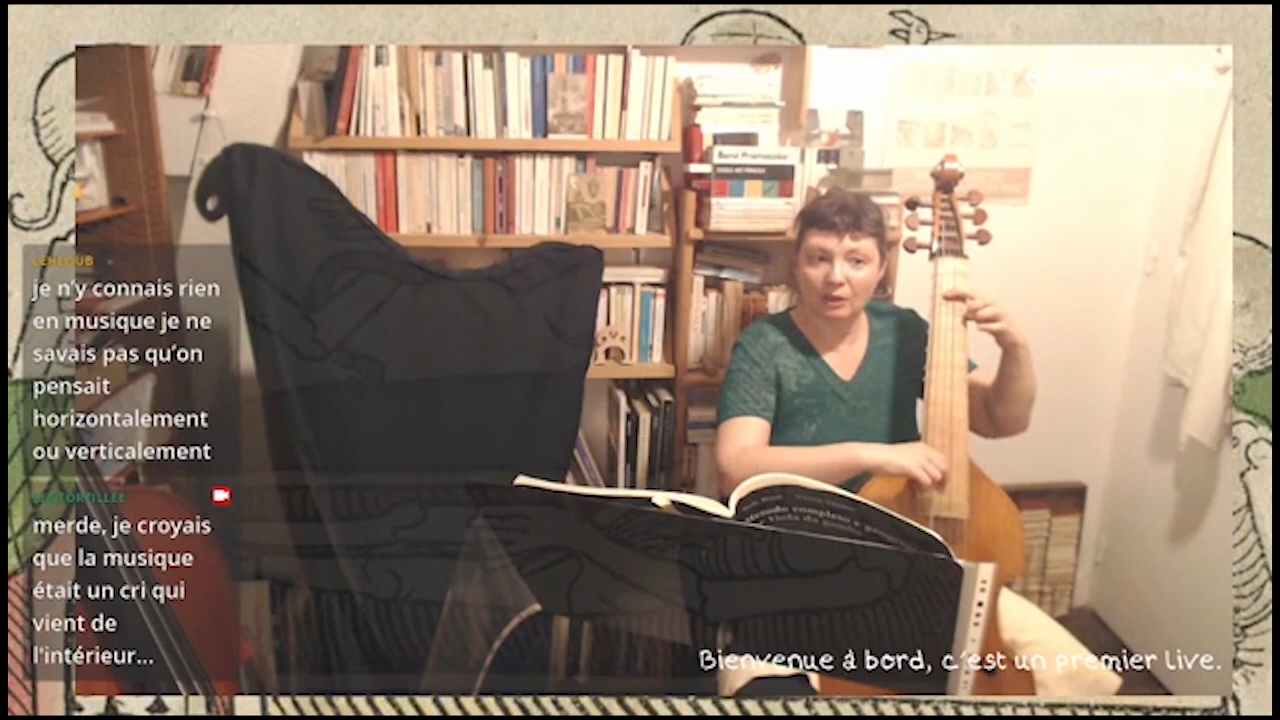 LEHLOUB
je n'y connais rien
en musique je ne
savais pas qu'on
pensait
horizontalement
ou verticalement
merde, je croyais
que la musique
était un cri qui
vient de
l'intérieur...
Bienvenue à bord, c'est un premier live.